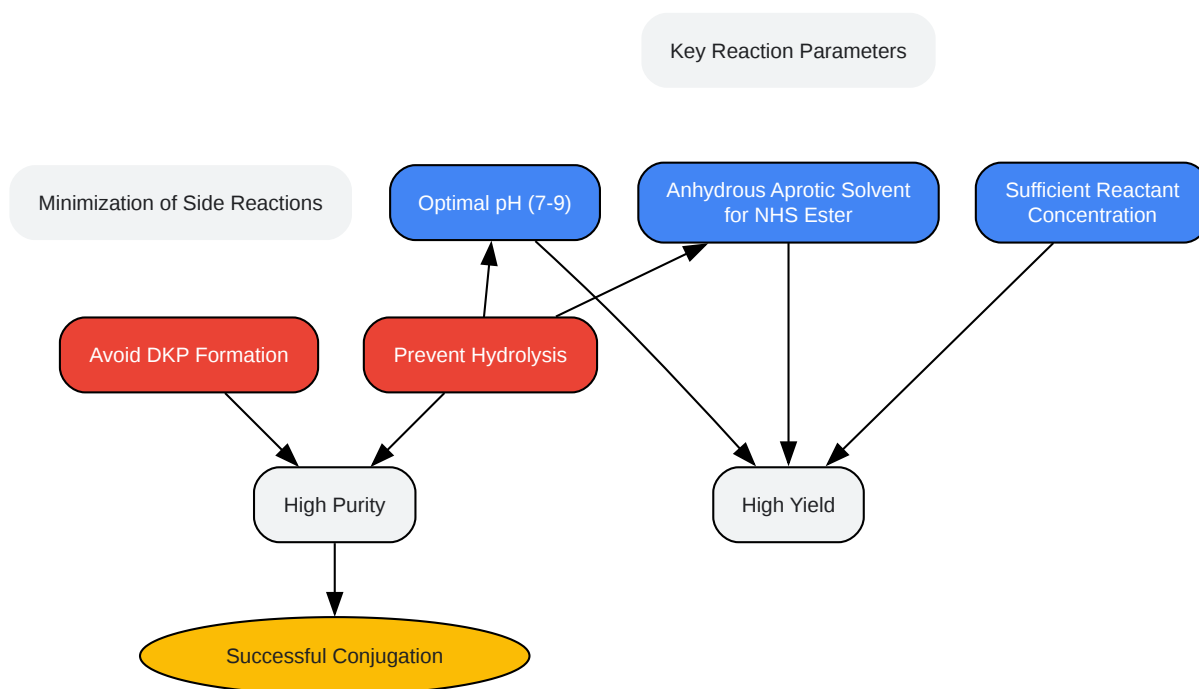 Key Reaction Parameters
Minimization of Side Reactions
Optimal pH (7-9)
Anhydrous Aprotic Solvent
for NHS Ester
Sufficient Reactant
Concentration
Avoid DKP Formation
Prevent Hydrolysis
High Purity
High Yield
Successful Conjugation